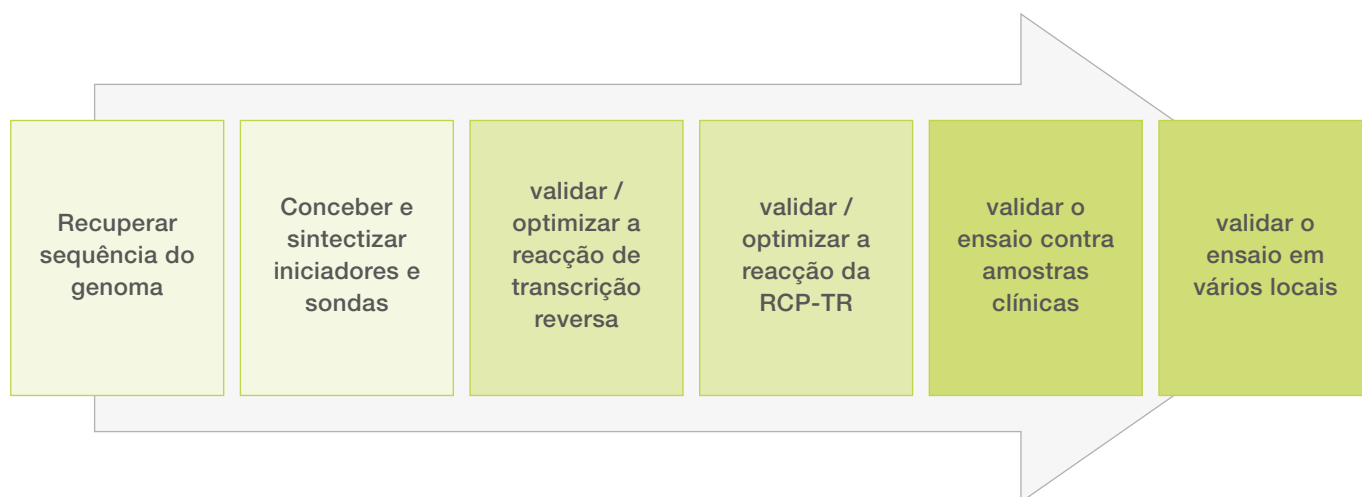 Recuperar
sequência do
genoma
Conceber e
sintectizar
iniciadores e
sondas
validar /
optimizar a
reacção de
transcrição
reversa
validar /
optimizar a
reacção da
RCP-TR
validar o
ensaio contra
amostras
clínicas
validar o
ensaio em
vários locais